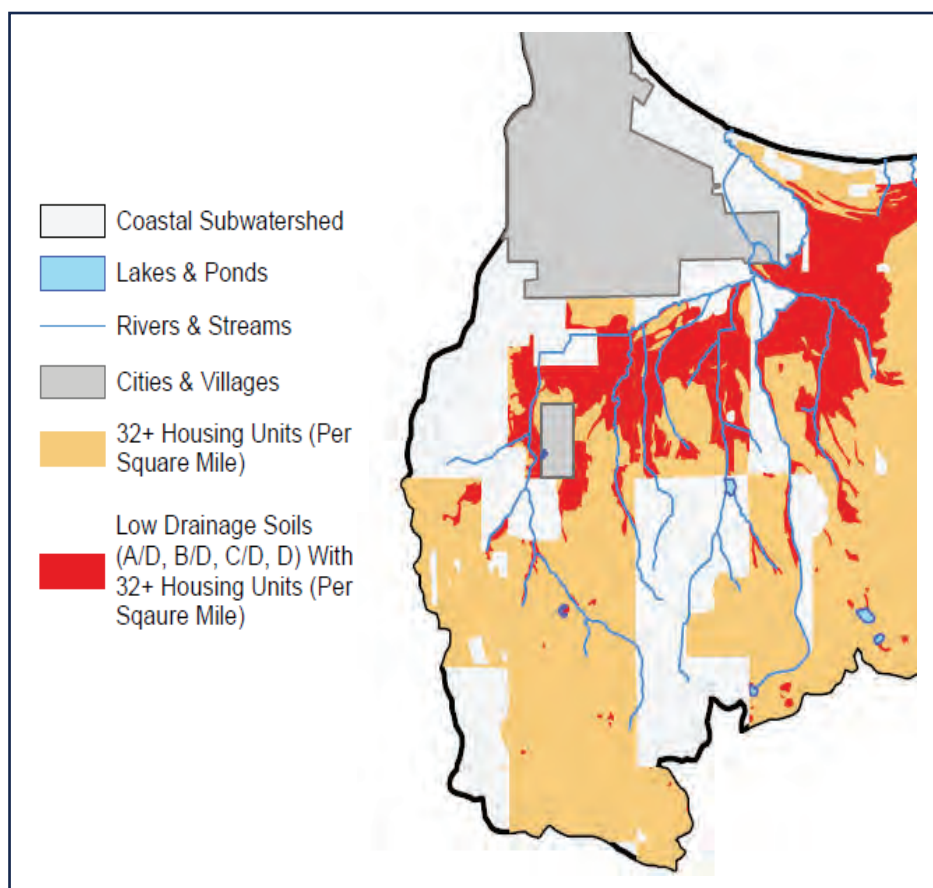 Coastal Subwatershed
Lakes & Ponds
Rivers & Streams
Cities & Villages
32+ Housing Units (Per
Square Mile)
Low Drainage Soils
(A/D, B/D, C/D, D) With
32+ Housing Units (Per
Sqaure Mile)